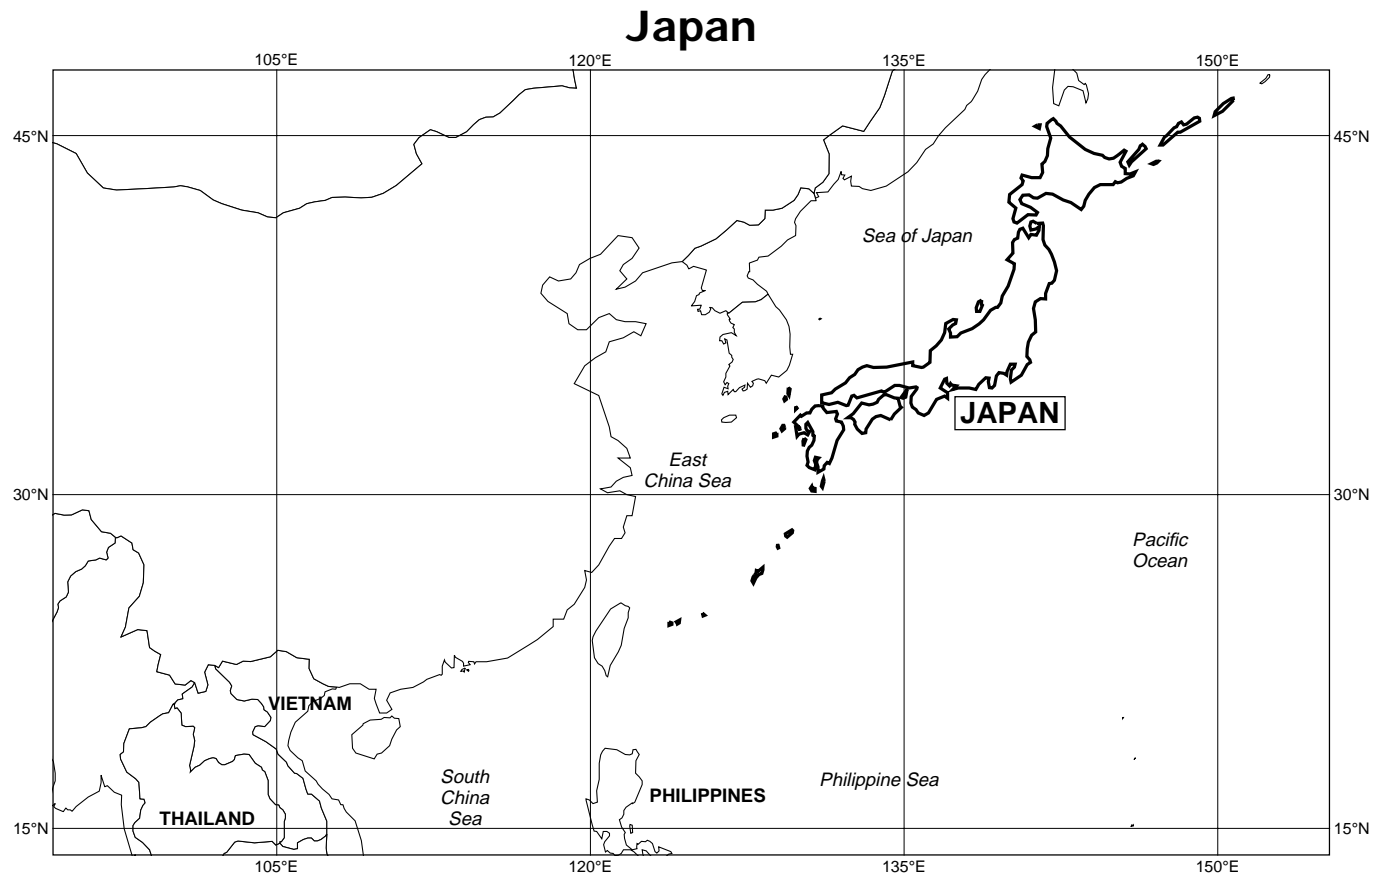 Japan
105°E
120°E
135°E
150°E
45°N
45°N
Sea of Japan
JAPAN
East
China Sea
30°N
30°N
Pacific
Ocean
VIETNAM
South
China
Sea
Philippine Sea
PHILIPPINES
THAILAND
15°N
15°N
105°E
120°E
135°E
150°E